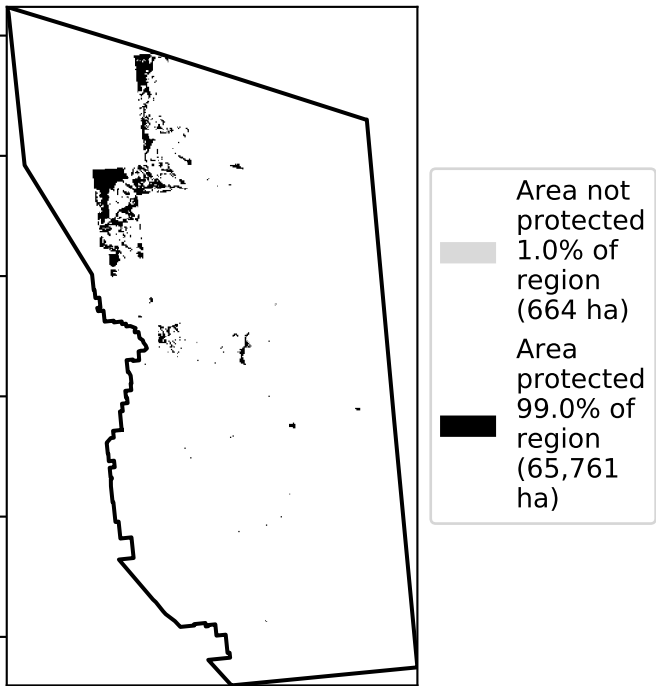 Area not
protected
1.0% of
region
(664 ha)
Area
protected
99.0% of
region
(65,761
ha)